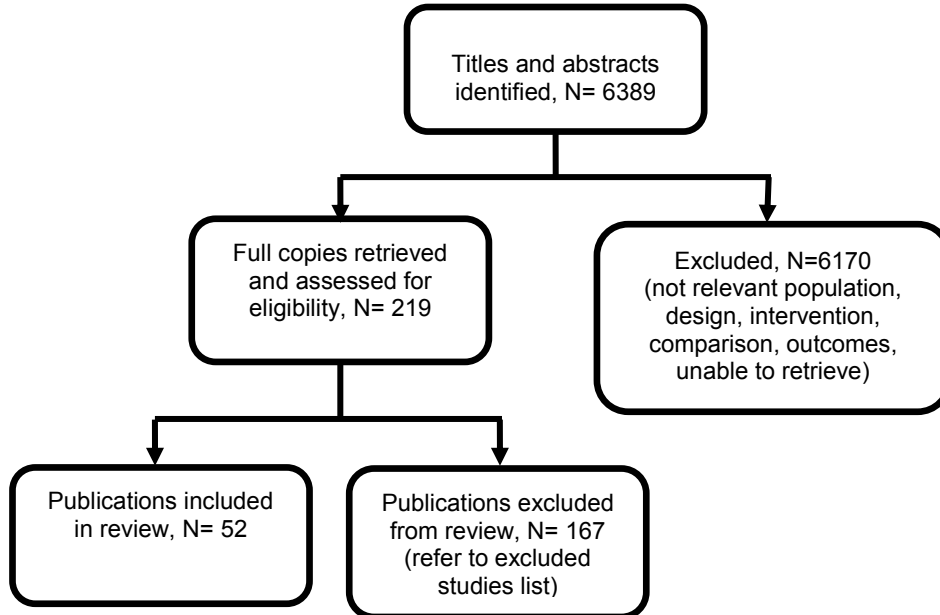 Titles and abstracts
identified, N= 6389
Full copies retrieved
and assessed for
eligibility, N= 219
Excluded, N=6170
(not relevant population,
design, intervention,
comparison, outcomes,
unable to retrieve)
Publications included
in review, N= 52
Publications excluded
from review, N= 167
(refer to excluded
studies list)